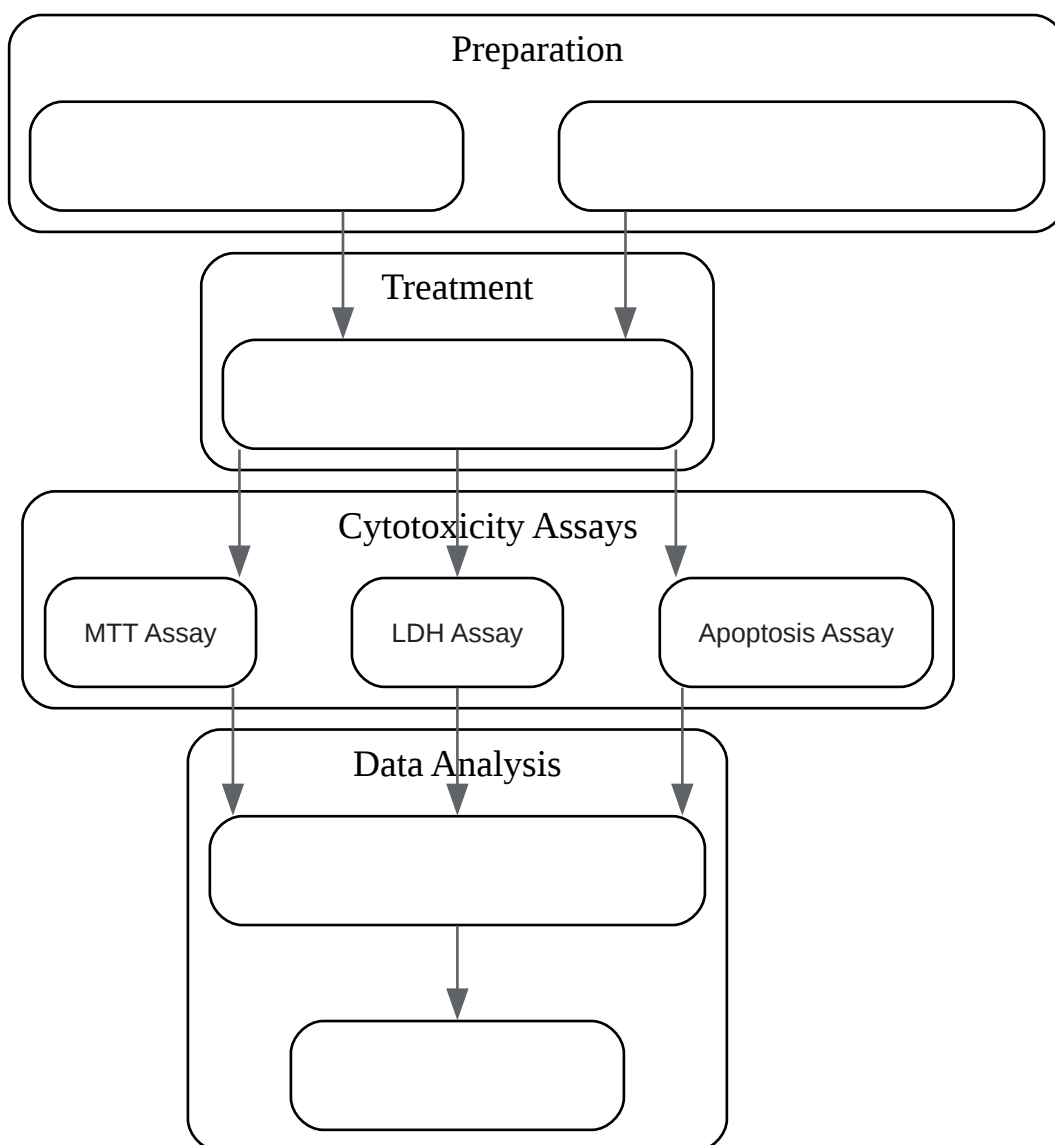 Preparation
Treatment
Cytotoxicity Assays
MTT Assay
LDH Assay
Apoptosis Assay
Data Analysis